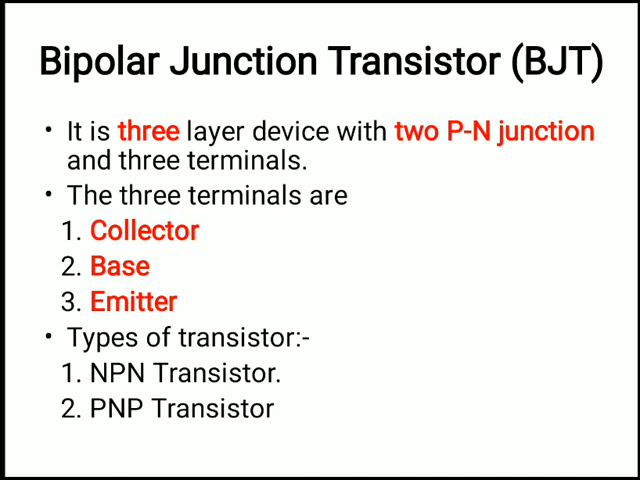 Bipolar Junction Transistor (BJT)
• It is three layer device with two P-N junction
and three terminals.
• The three terminals are
1. Collector
2. Base
3. Emitter
• Types of transistor:-
1. NPN Transistor.
2. PNP Transistor